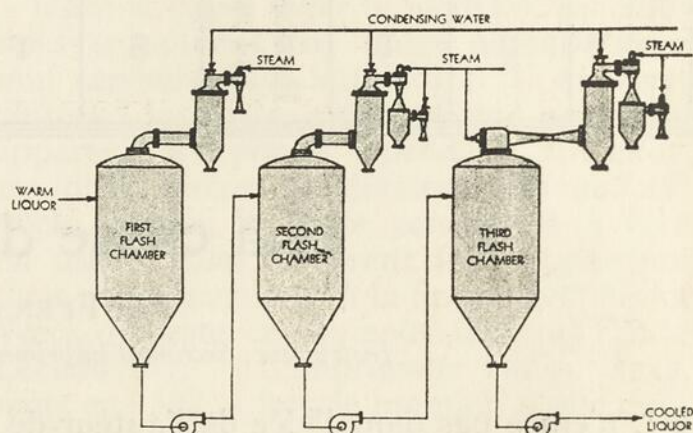 CONDENSING WATER
STEAM
STEAM
STEAM
WARM
LIQUOR
FIRST
FLASH
CHAMBER
SECOND
FLASH
CHAMBER
THIRD
FLASH
CHAMBER
COOLED
LIQUOR